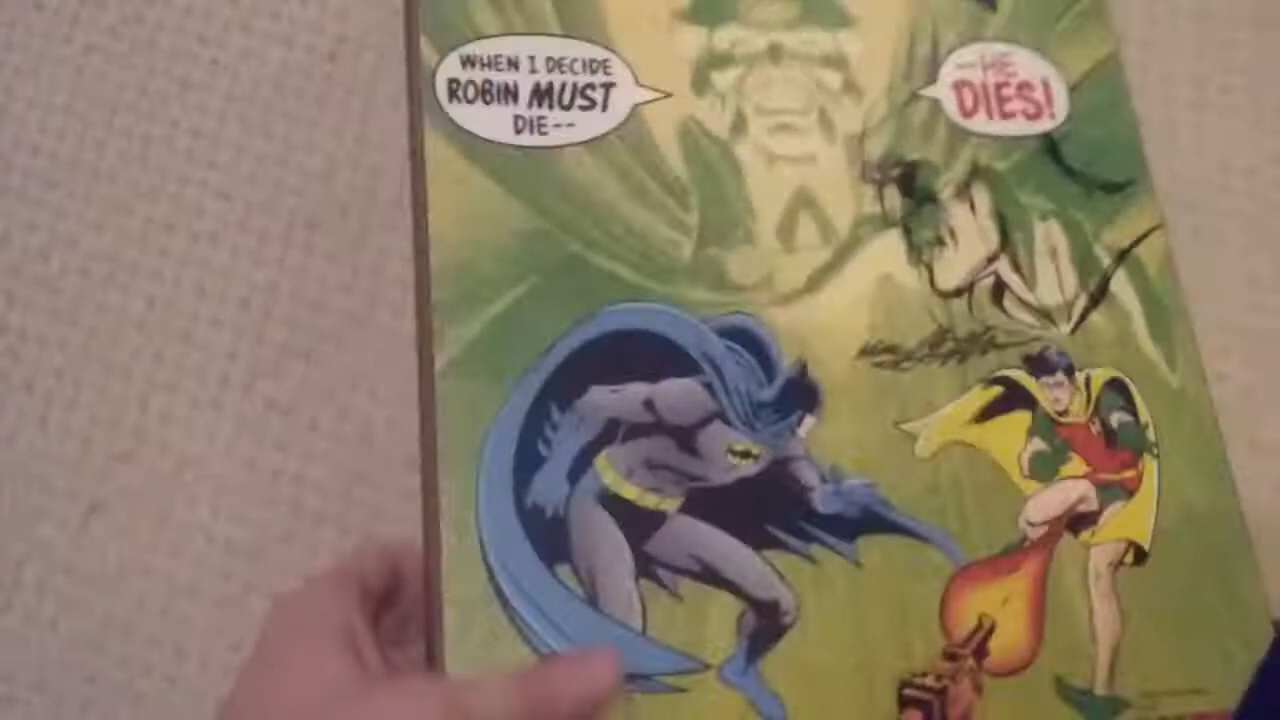 WHEN I DECIDE
ROBIN MUST
DIE--
--HE
DIES!